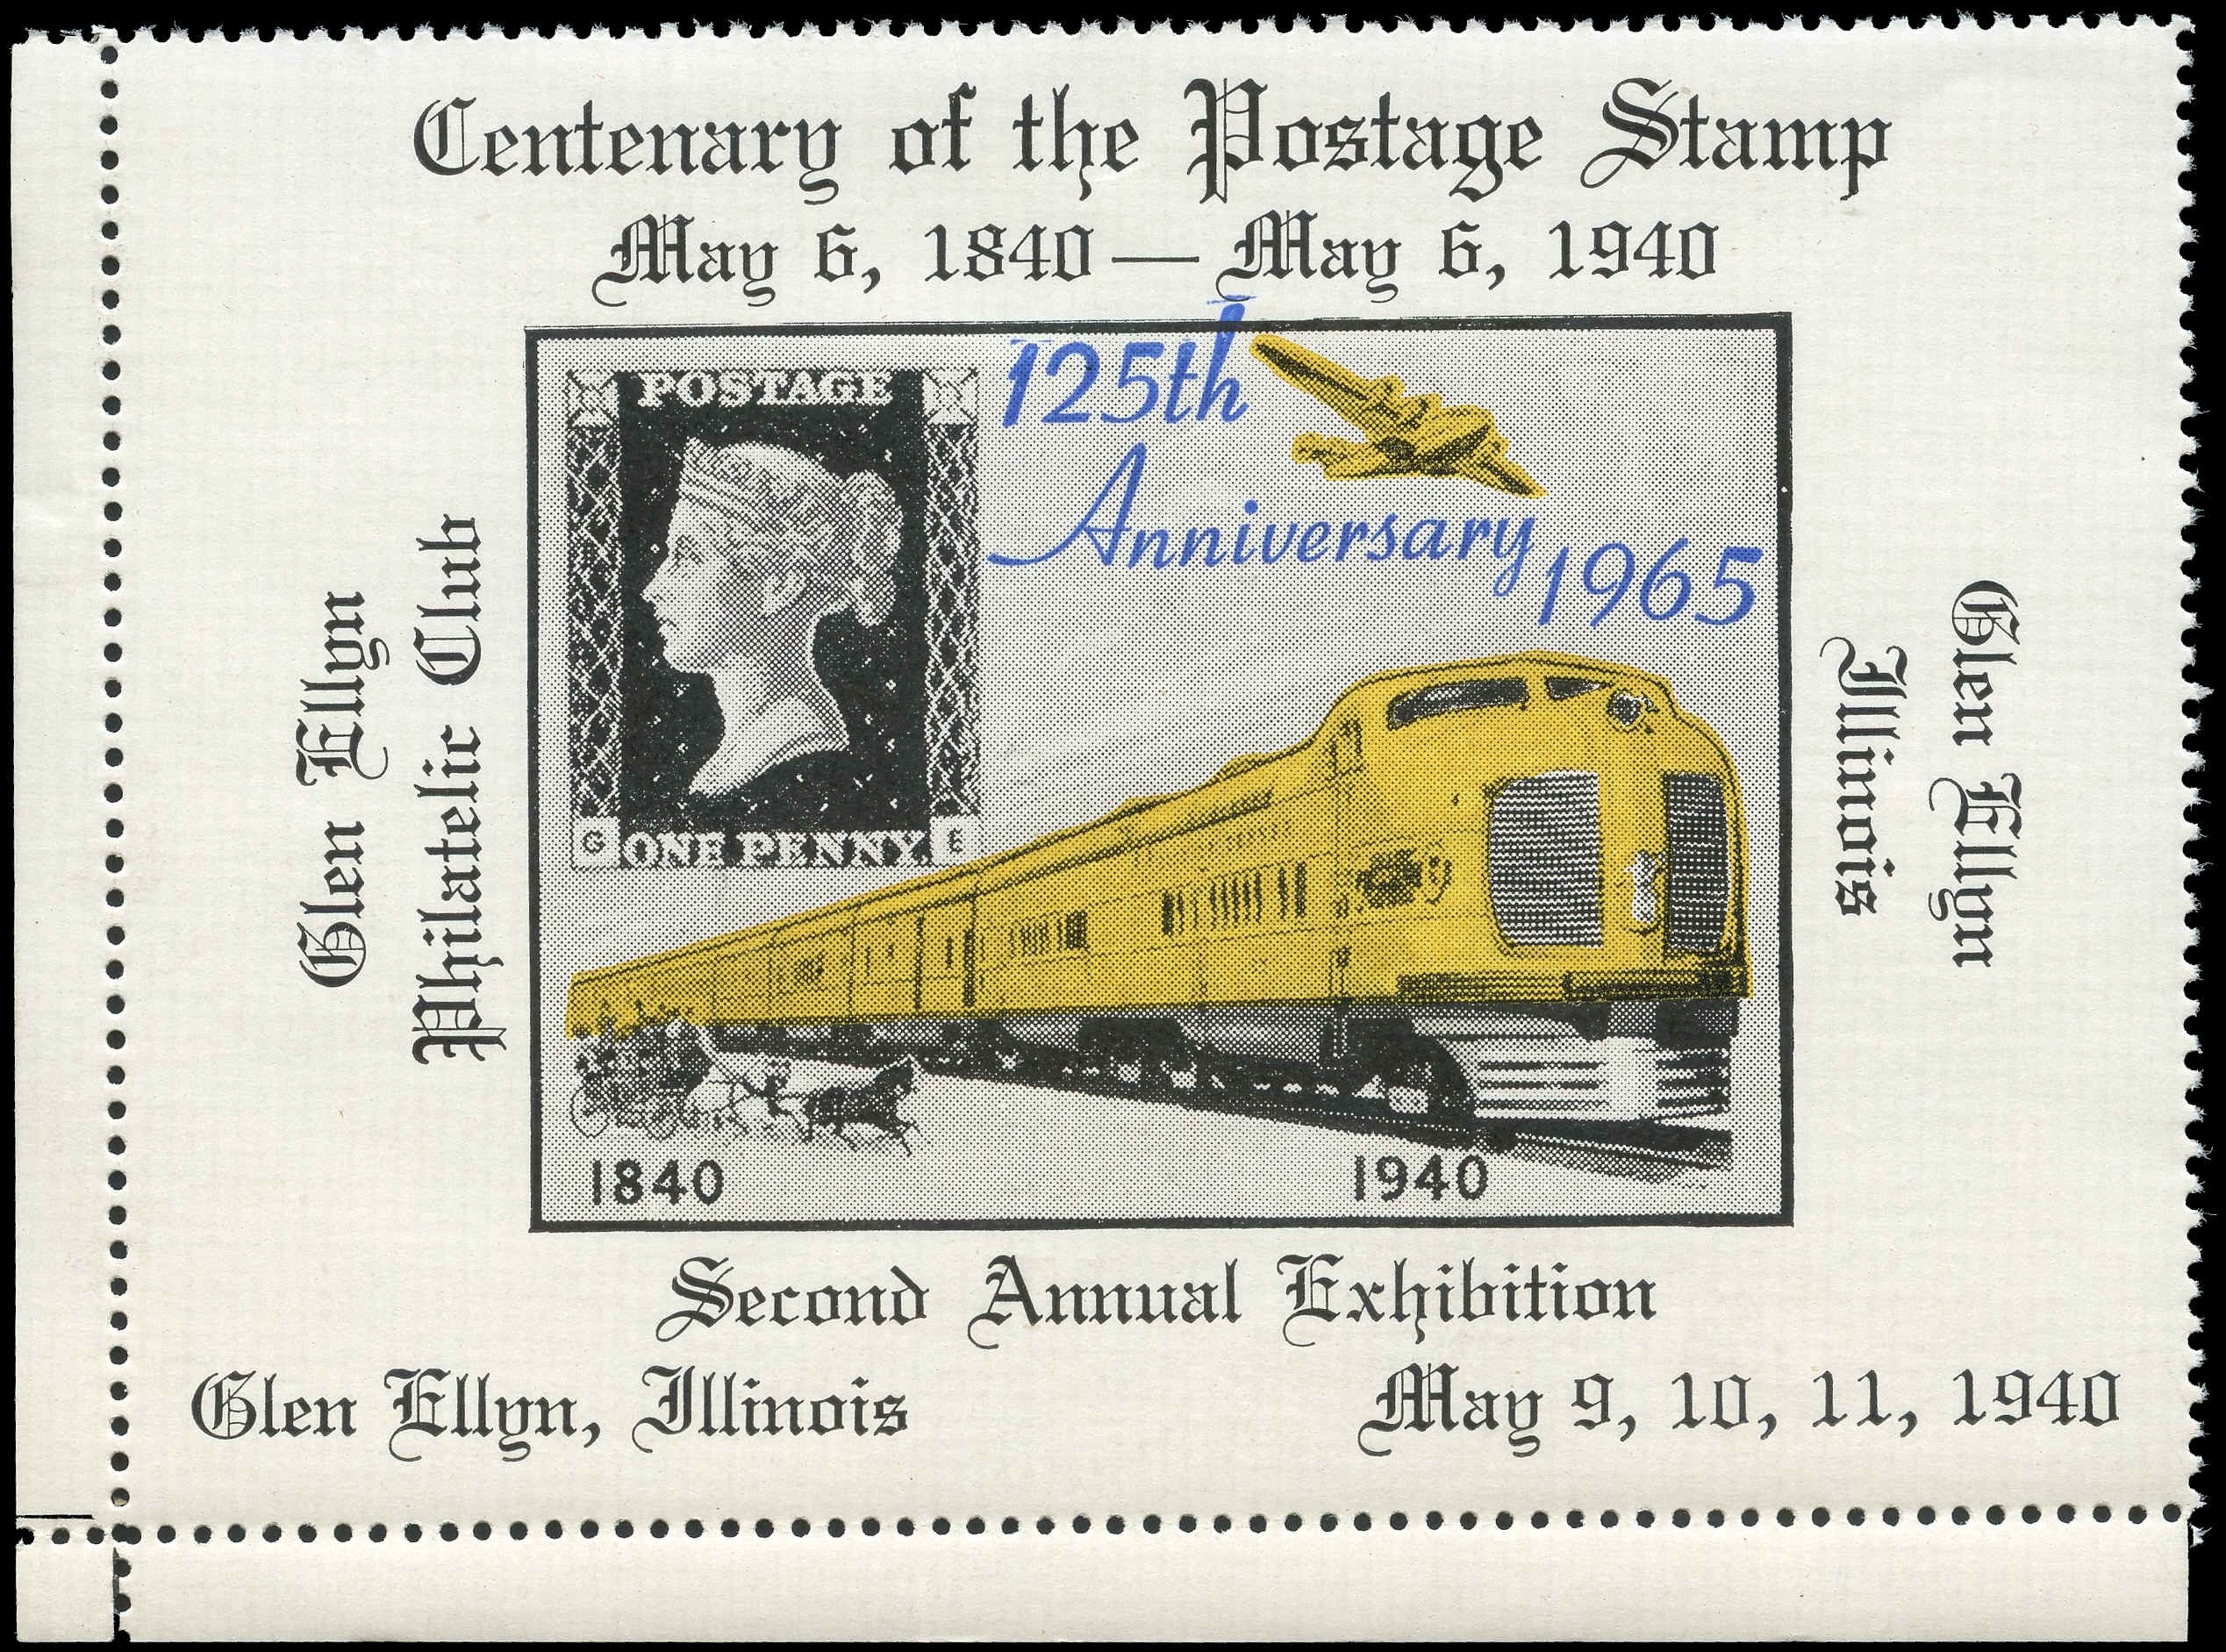 Centenary of the Postage Stamp
May 6, 1840 — May 6, 1940
Glen Ellyn
Philatelic Club
POSTAGE
G ONE PENNY. E
125th
Anniversary
1965
1840
1940
Glen Ellyn
Illinois
Second Annual Exhibition
Glen Ellyn, Illinois
May 9, 10, 11, 1940